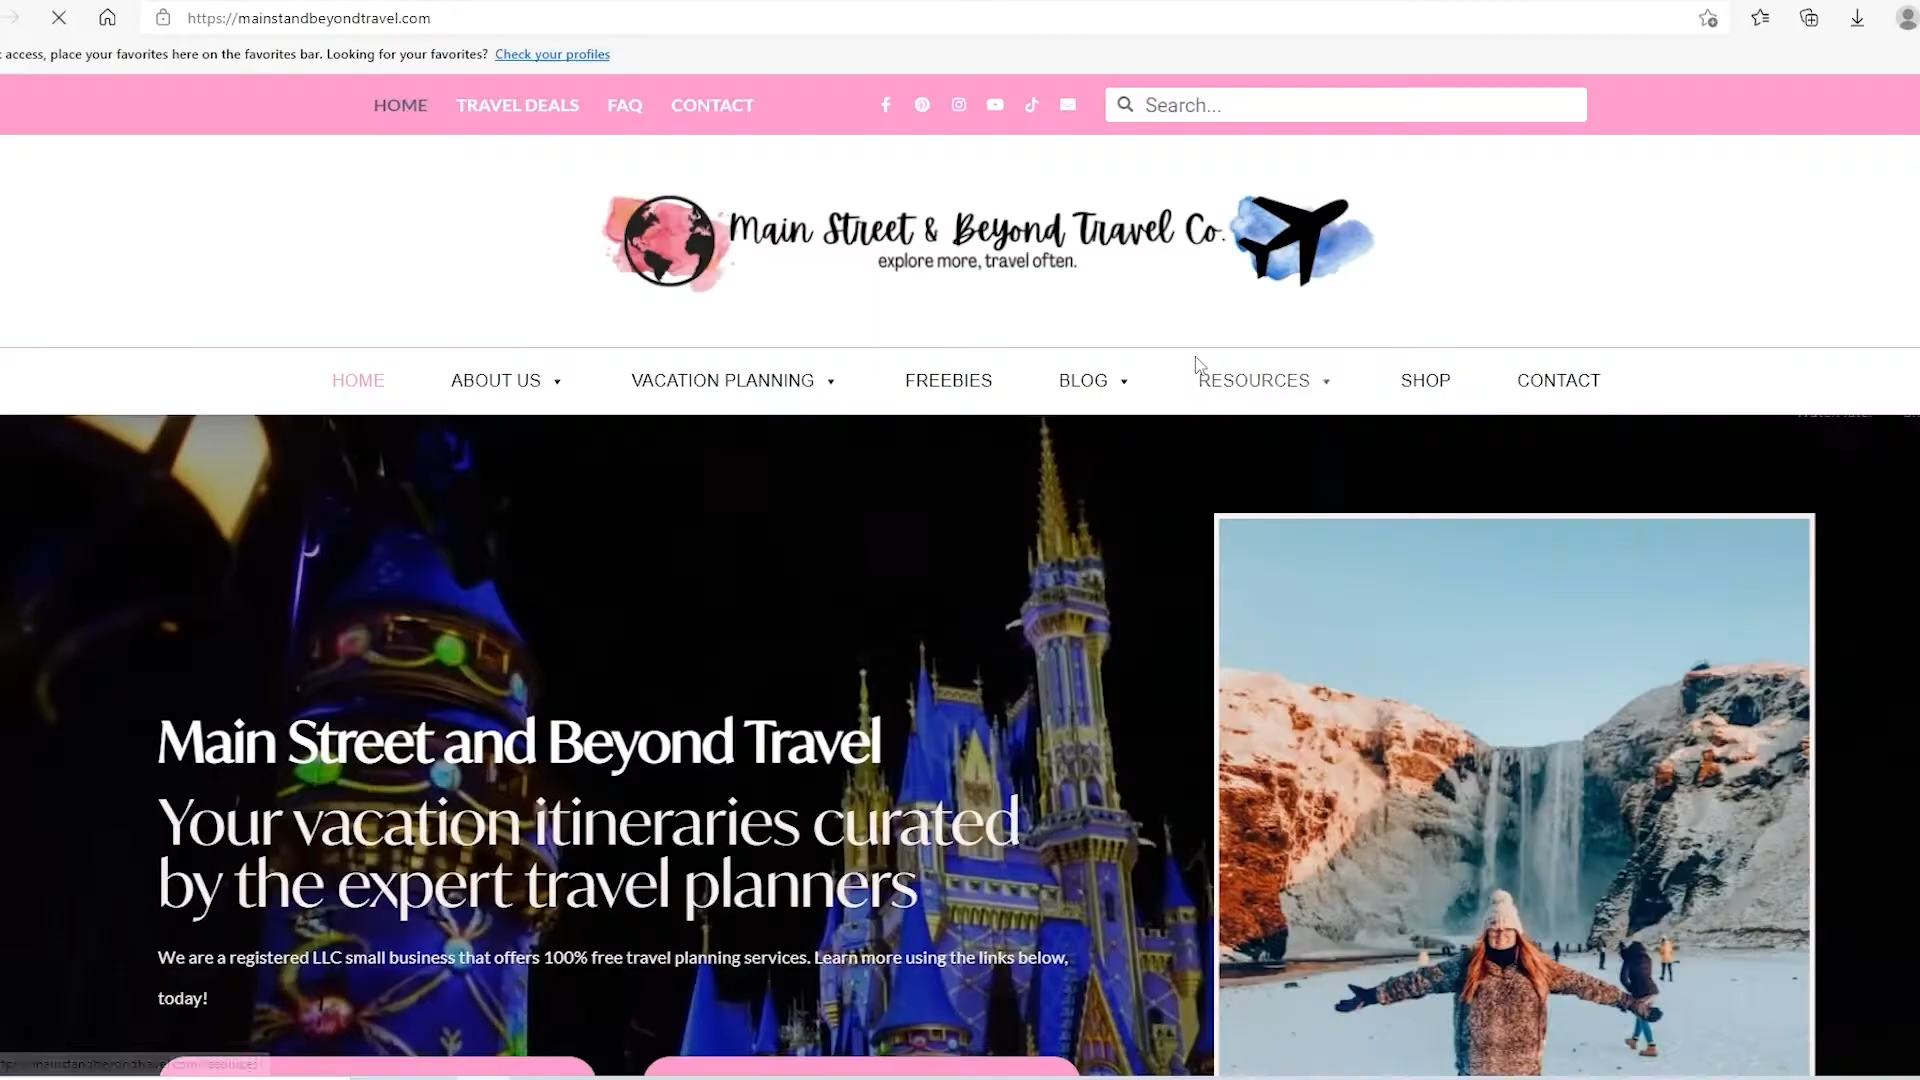 https://mainstandbeyondtravel.com
access, place your favorites here on the favorites bar. Looking for your favorites? Check your profiles
HOME TRAVEL DEALS FAQ CONTACT Search...
Main Street & Beyond Travel Co.
explore more, travel often.
HOME ABOUT US VACATION PLANNING FREEBIES BLOG RESOURCES SHOP CONTACT
Main Street and Beyond Travel
Your vacation itineraries curated
by the expert travel planners
We are a registered LLC small business that offers 100% free travel planning services. Learn more using the links below,
today!